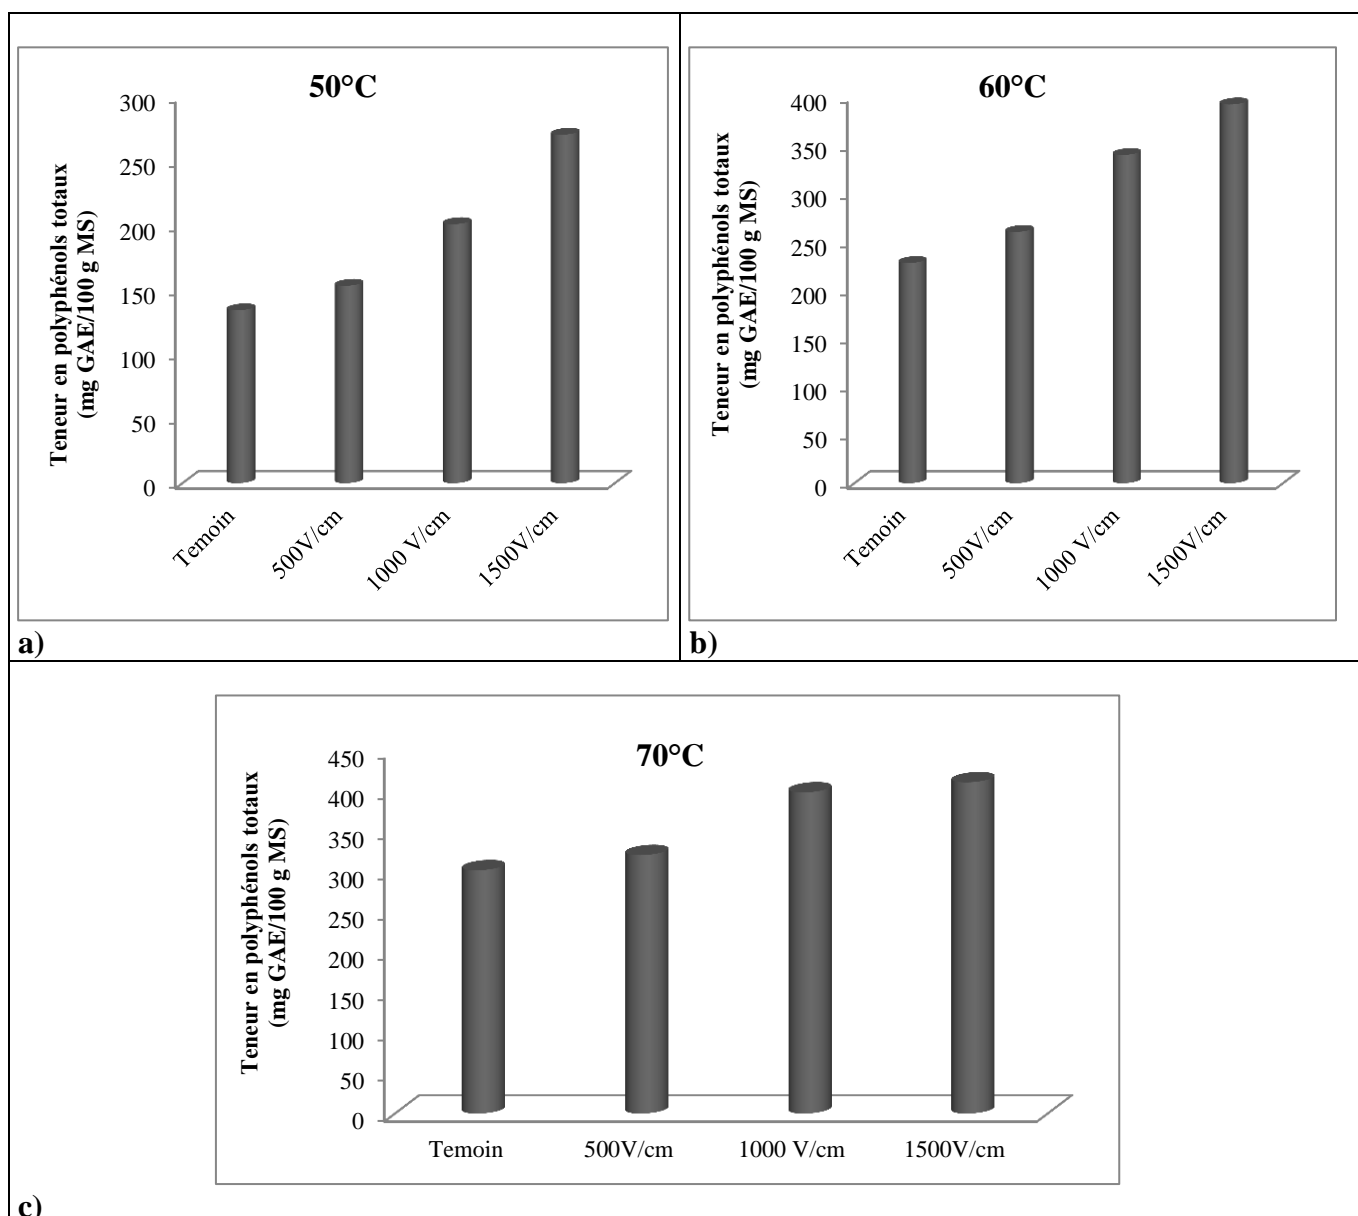 50°C
Teneur en polyphénols totaux
(mg GAE/100 g MS)
300
250
200
150
100
50
0
Temoin
500V/cm
1000 V/cm
1500V/cm
a)
60°C
Teneur en polyphénols totaux
(mg GAE/100 g MS)
400
350
300
250
200
150
100
50
0
Temoin
500V/cm
1000 V/cm
1500V/cm
b)
70°C
Teneur en polyphénols totaux
(mg GAE/100 g MS)
450
400
350
300
250
200
150
100
50
0
Temoin
500V/cm
1000 V/cm
1500V/cm
c)